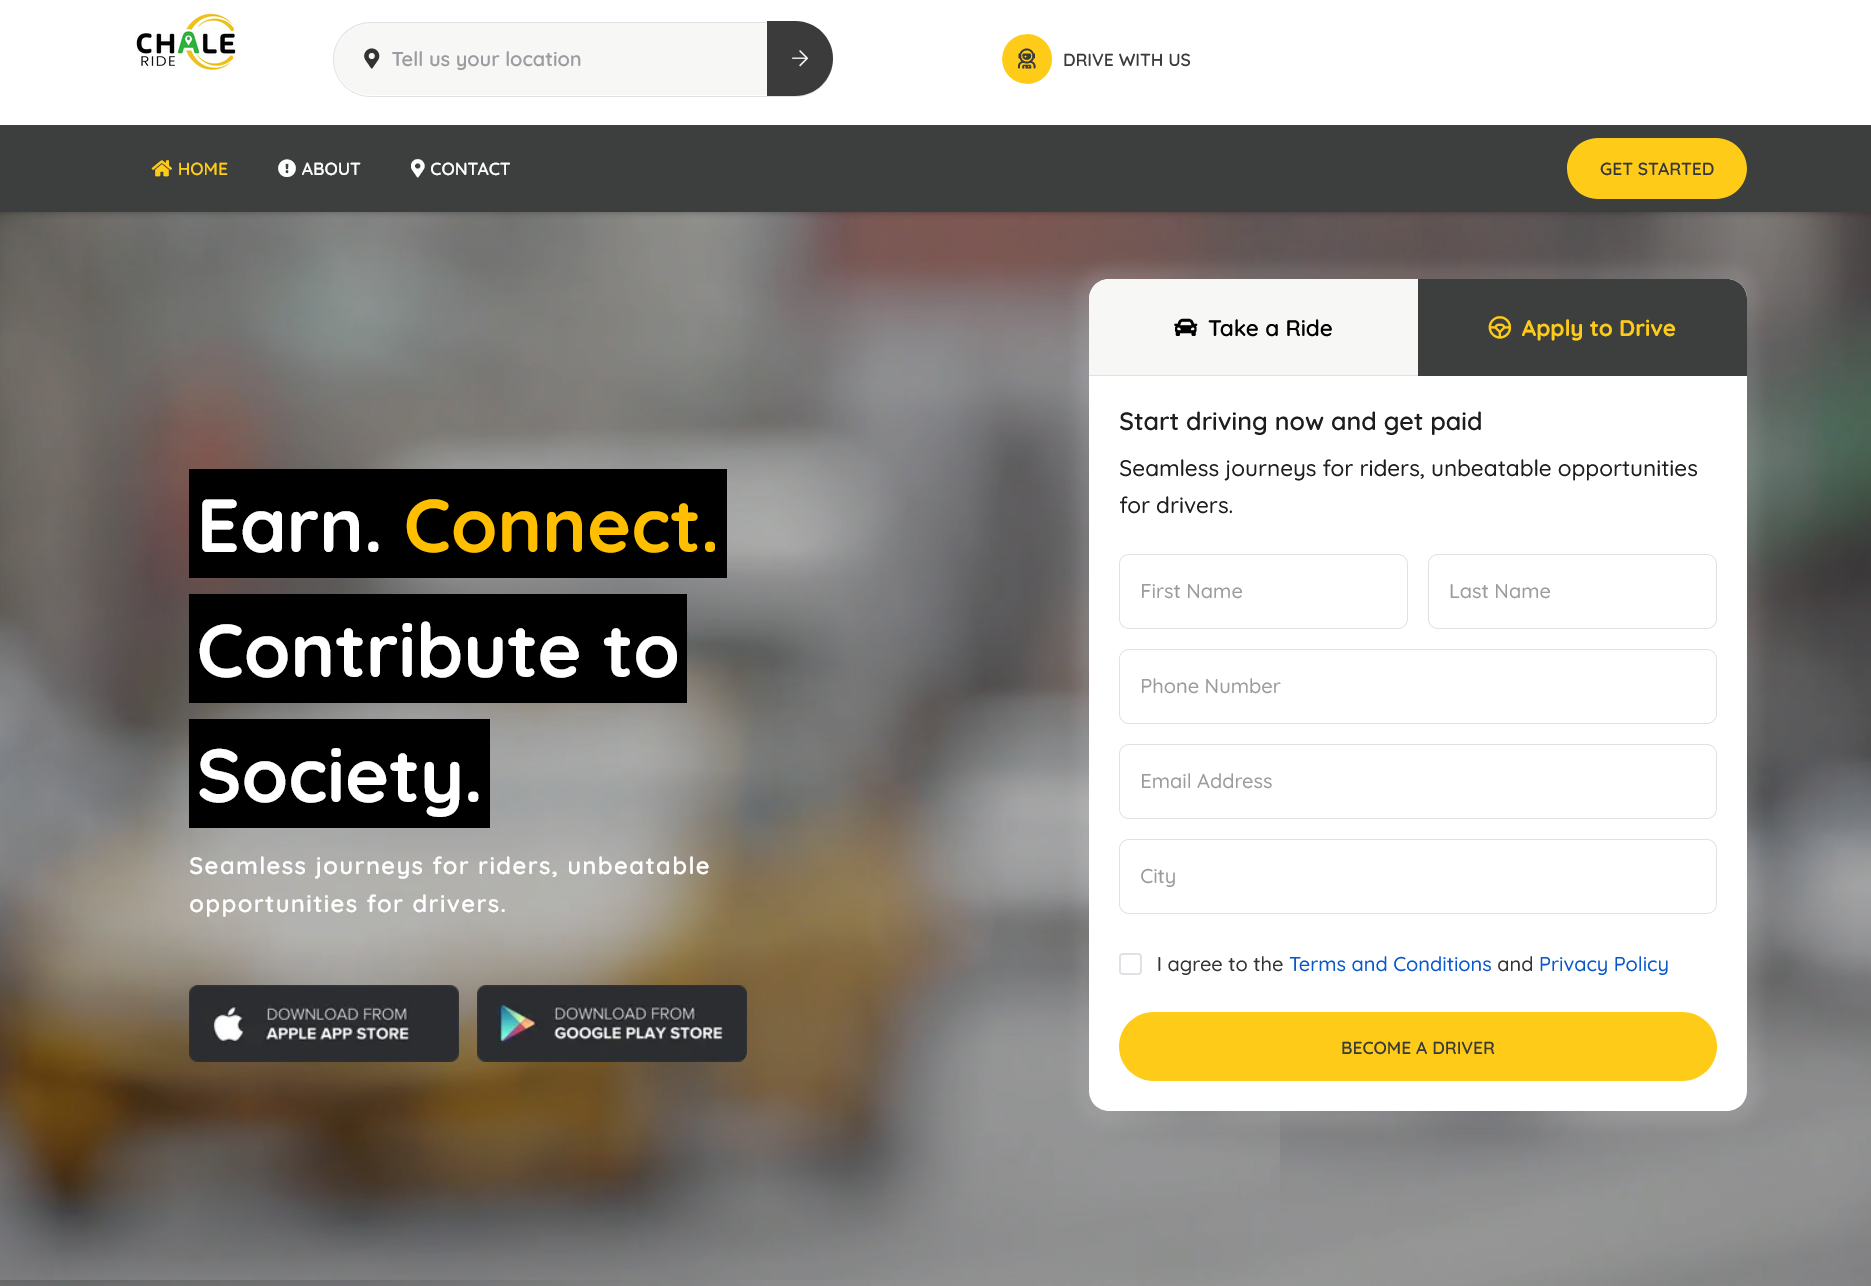 CHALE
RIDE
Tell us your location
DRIVE WITH US
HOME
ABOUT
CONTACT
GET STARTED
Take a Ride
Apply to Drive
Earn. Connect.
Contribute to
Society.
Seamless journeys for riders, unbeatable
opportunities for drivers.
DOWNLOAD FROM
APPLE APP STORE
DOWNLOAD FROM
GOOGLE PLAY STORE
Start driving now and get paid
Seamless journeys for riders, unbeatable opportunities
for drivers.
First Name
Last Name
Phone Number
Email Address
City
I agree to the Terms and Conditions and Privacy Policy
BECOME A DRIVER